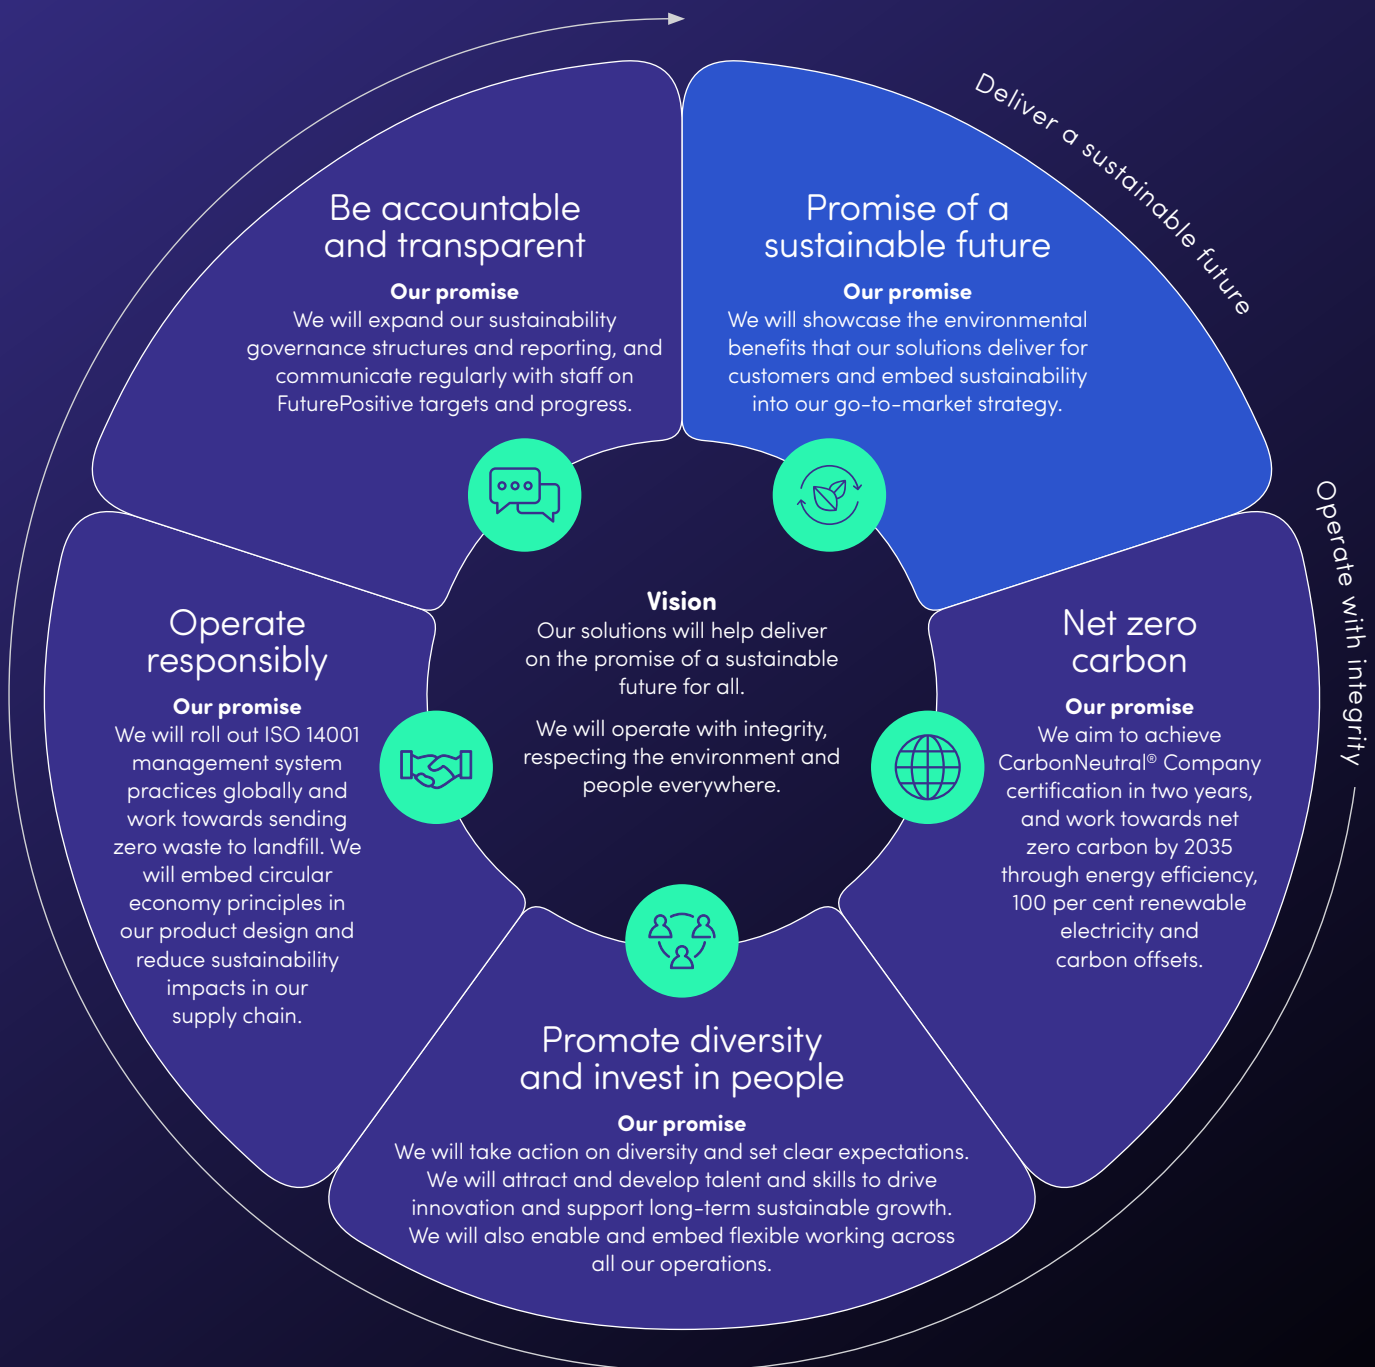 Deliver a sustainable future
Be accountable
and transparent
Our promise
We will expand our sustainability
governance structures and reporting, and
communicate regularly with staff on
FuturePositive targets and progress.
Promise of a
sustainable future
Our promise
We will showcase the environmental
benefits that our solutions deliver for
customers and embed sustainability
into our go-to-market strategy.
Operate with integrity
Vision
Our solutions will help deliver
on the promise of a sustainable
future for all.
We will operate with integrity,
respecting the environment and
people everywhere.
Operate
responsibly
Our promise
We will roll out ISO 14001
management system
practices globally and
work towards sending
zero waste to landfill. We
will embed circular
economy principles in
our product design and
reduce sustainability
impacts in our
supply chain.
Net zero
carbon
Our promise
We aim to achieve
CarbonNeutral® Company
certification in two years,
and work towards net
zero carbon by 2035
through energy efficiency,
100 per cent renewable
electricity and
carbon offsets.
Promote diversity
and invest in people
Our promise
We will take action on diversity and set clear expectations.
We will attract and develop talent and skills to drive
innovation and support long-term sustainable growth.
We will also enable and embed flexible working across
all our operations.